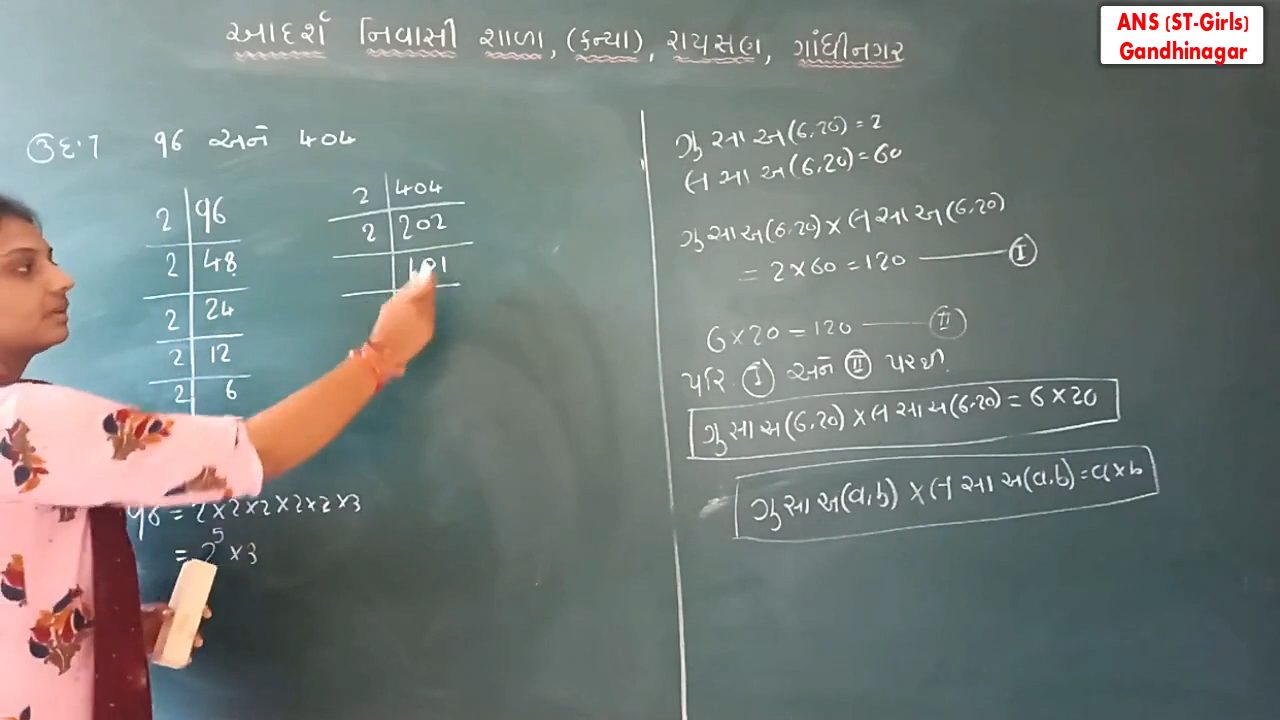 આદર્શ નિવાસી શાળા, (કન્યા), રાયસણ, ગાંધીનગર
ANS (ST-Girls)
Gandhinagar
ઉદ.7 96 અને 404
2 | 96
2 | 48
2 | 24
2 | 12
2 | 6
2 | 404
2 | 202
101
96 = 2×2×2×2×2×3
= 2⁵ × 3
ગુ સા અ(6,20) = 2
લ સા અ(6,20) = 60
ગુસાઅ(6,20) × લસાઅ(6,20)
= 2×60 = 120 — I
6×20 = 120 — II
પરિ. I અને II પરથી.
ગુસાઅ(6,20) × લસાઅ(6,20) = 6×20
ગુસાઅ(a,b) × લસાઅ(a,b) = a×b